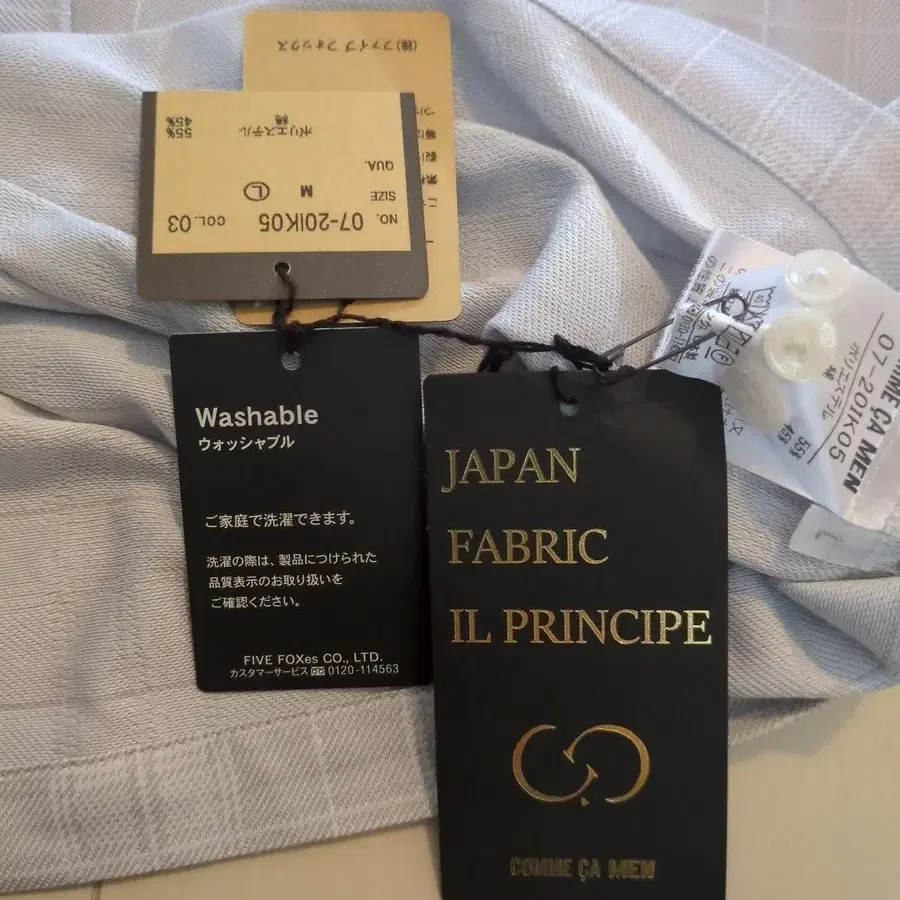 (株)ファイブ フォックス
NO. 07-20IK05 COL. 03
SIZE M L
QUA.
ポリエステル 55%
綿 45%
Washable
ウォッシャブル
ご家庭で洗濯できます。
洗濯の際は、製品につけられた
品質表示のお取り扱いを
ご確認ください。
FIVE FOXes CO., LTD.
カスタマーサービス 0120-114563
JAPAN
FABRIC
IL PRINCIPE
COMME ÇA MEN
ÇA MEN
07-20IK05
ポリエステル 55%
綿 45%
L